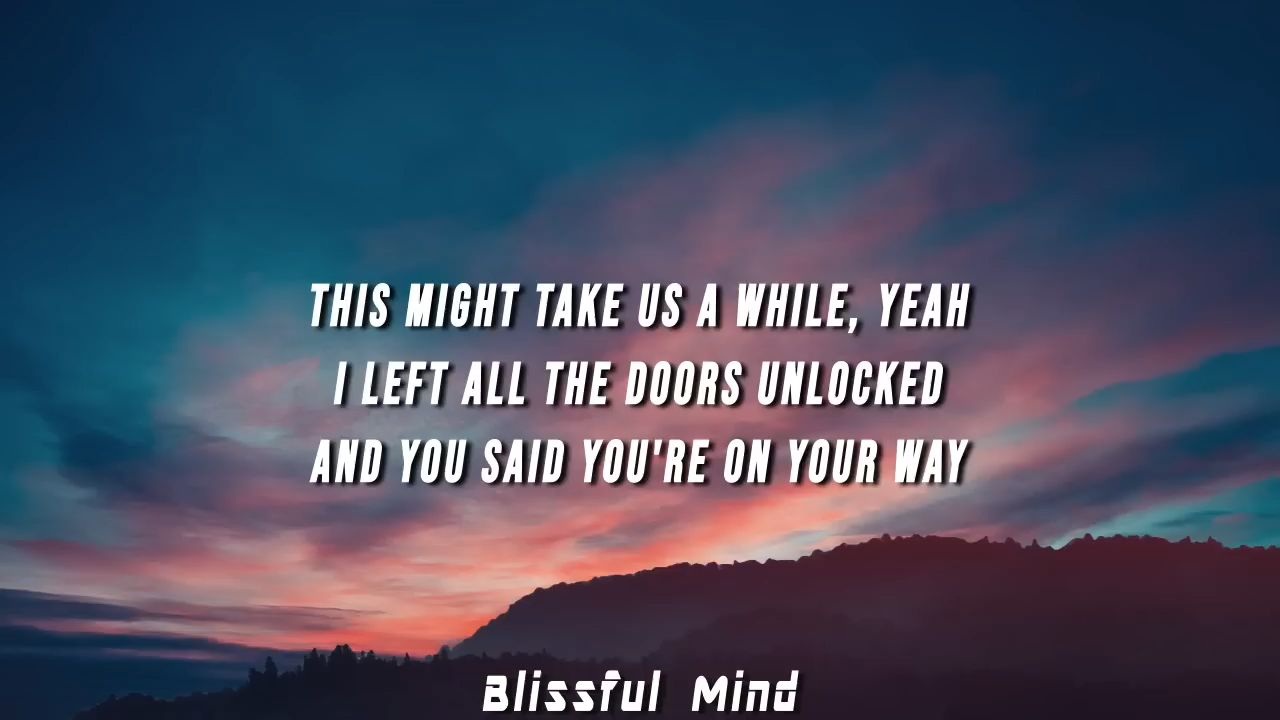 THIS MIGHT TAKE US A WHILE, YEAH
I LEFT ALL THE DOORS UNLOCKED
AND YOU SAID YOU'RE ON YOUR WAY
Blissful Mind